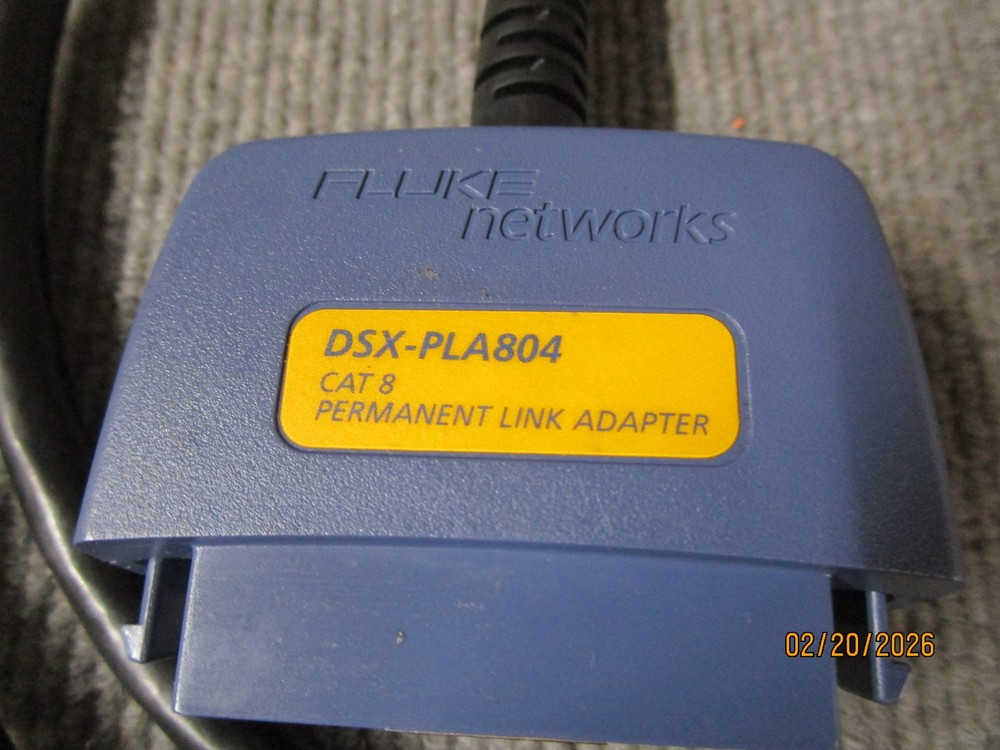 FLUKE
networks
DSX-PLA804
CAT 8
PERMANENT LINK ADAPTER
02/20/2026